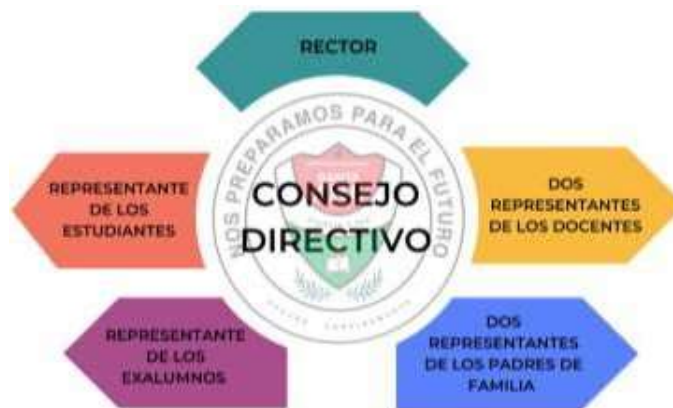 RECTOR
NOS PREPARAMOS PARA EL FUTURO
CONSEJO
DIRECTIVO
REPRESENTANTE
DE LOS
ESTUDIANTES
DOS
REPRESENTANTES
DE LOS DOCENTES
REPRESENTANTE
DE LOS
EXALUMNOS
DOS
REPRESENTANTES
DE LOS PADRES DE
FAMILIA